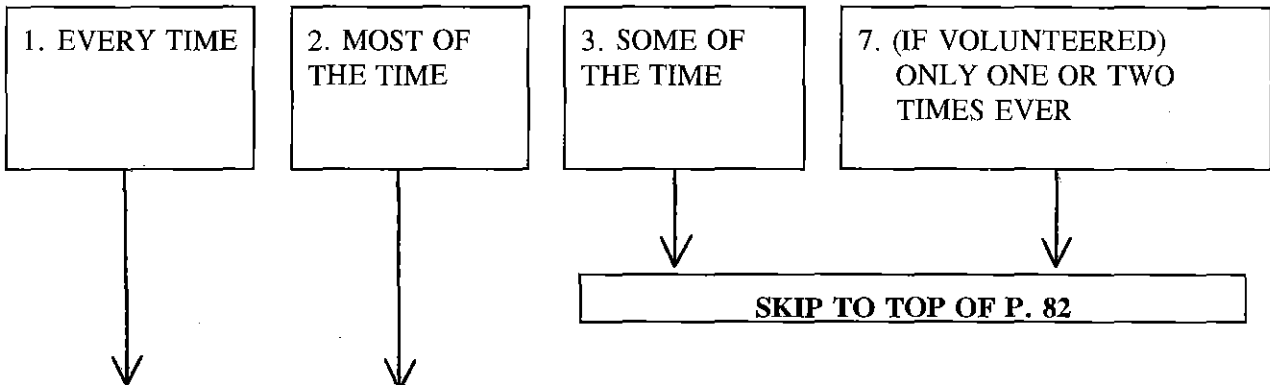 1. EVERY TIME
2. MOST OF
THE TIME
3. SOME OF
THE TIME
7. (IF VOLUNTEERED)
ONLY ONE OR TWO
TIMES EVER
SKIP TO TOP OF P. 82